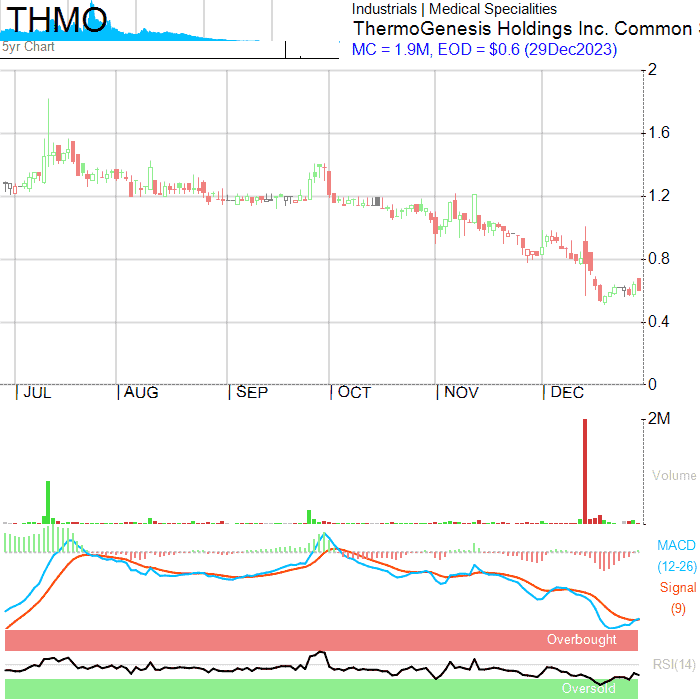 THMO
5yr Chart
Industrials | Medical Specialities
ThermoGenesis Holdings Inc. Common
MC = 1.9M, EOD = $0.6 (29Dec2023)
2
1.6
1.2
0.8
0.4
0
| JUL | AUG | SEP | OCT | NOV | DEC
2M
Volume
MACD
(12-26)
Signal
(9)
Overbought
RSI(14)
Oversold